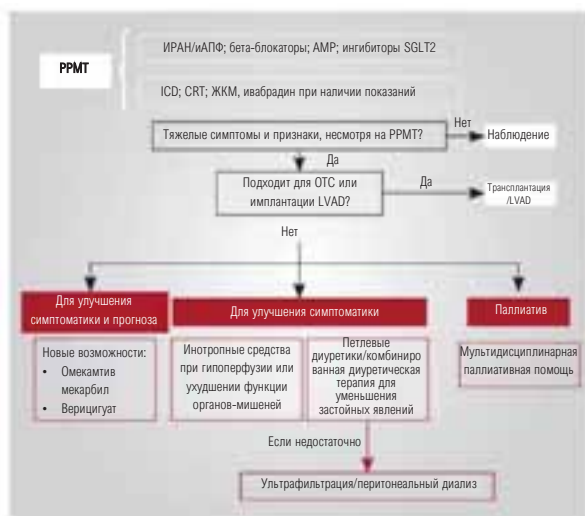 PPMT
ИРАН/иАПФ; бета-блокаторы; AMP; ингибиторы SGLT2
ICD; CRT; ЖКМ, ивабрадин при наличии показаний
Тяжелые симптомы и признаки, несмотря на PPMT?
Нет
Наблюдение
Да
Подходит для ОТС или
имплантации LVAD?
Да
Трансплантация
/LVAD
Нет
Для улучшения
симптоматики и прогноза
Для улучшения симптоматики
Паллиатив
Новые возможности:
• Омекамтив
мекарбил
• Верицигуат
Инотропные средства
при гипоперфузии или
ухудшении функции
органов-мишеней
Петлевые
диуретики/комбиниро
ванная диуретическая
терапия для
уменьшения
застойных явлений
Мультидисциплинарная
паллиативная помощь
Если недостаточно
Ультрафильтрация/перитонеальный диализ